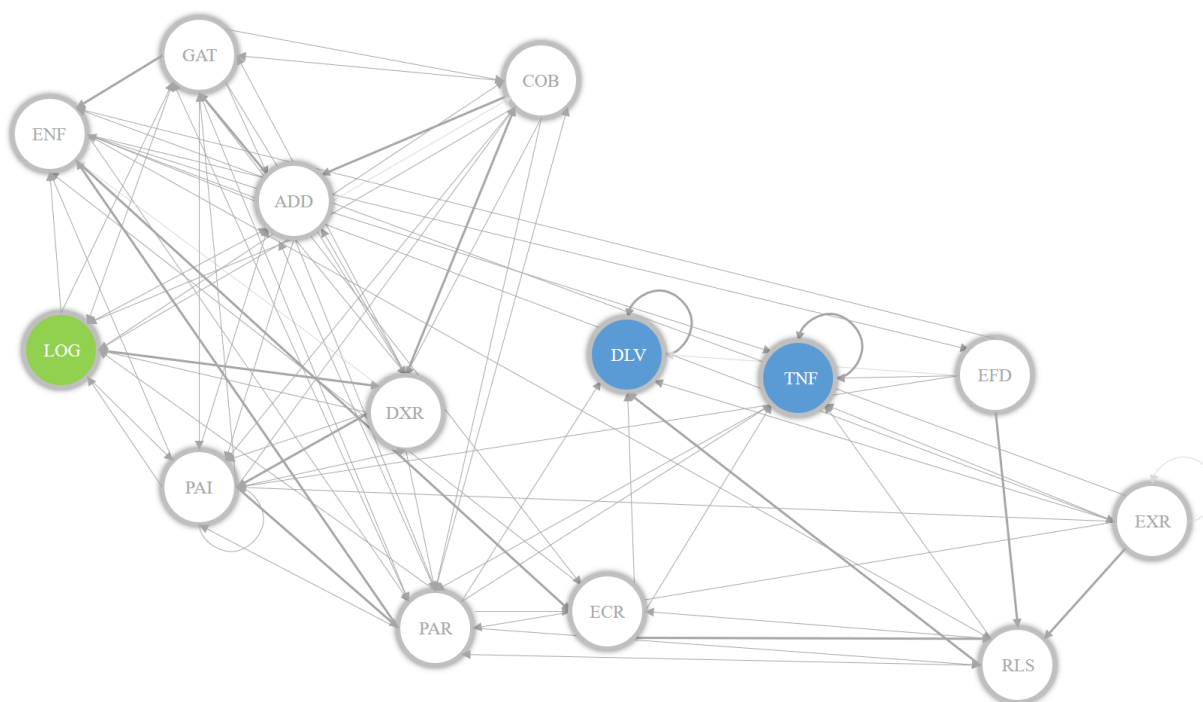 GAT
COB
ENF
ADD
LOG
DLV
TNF
EFD
DXR
PAI
EXR
PAR
ECR
RLS